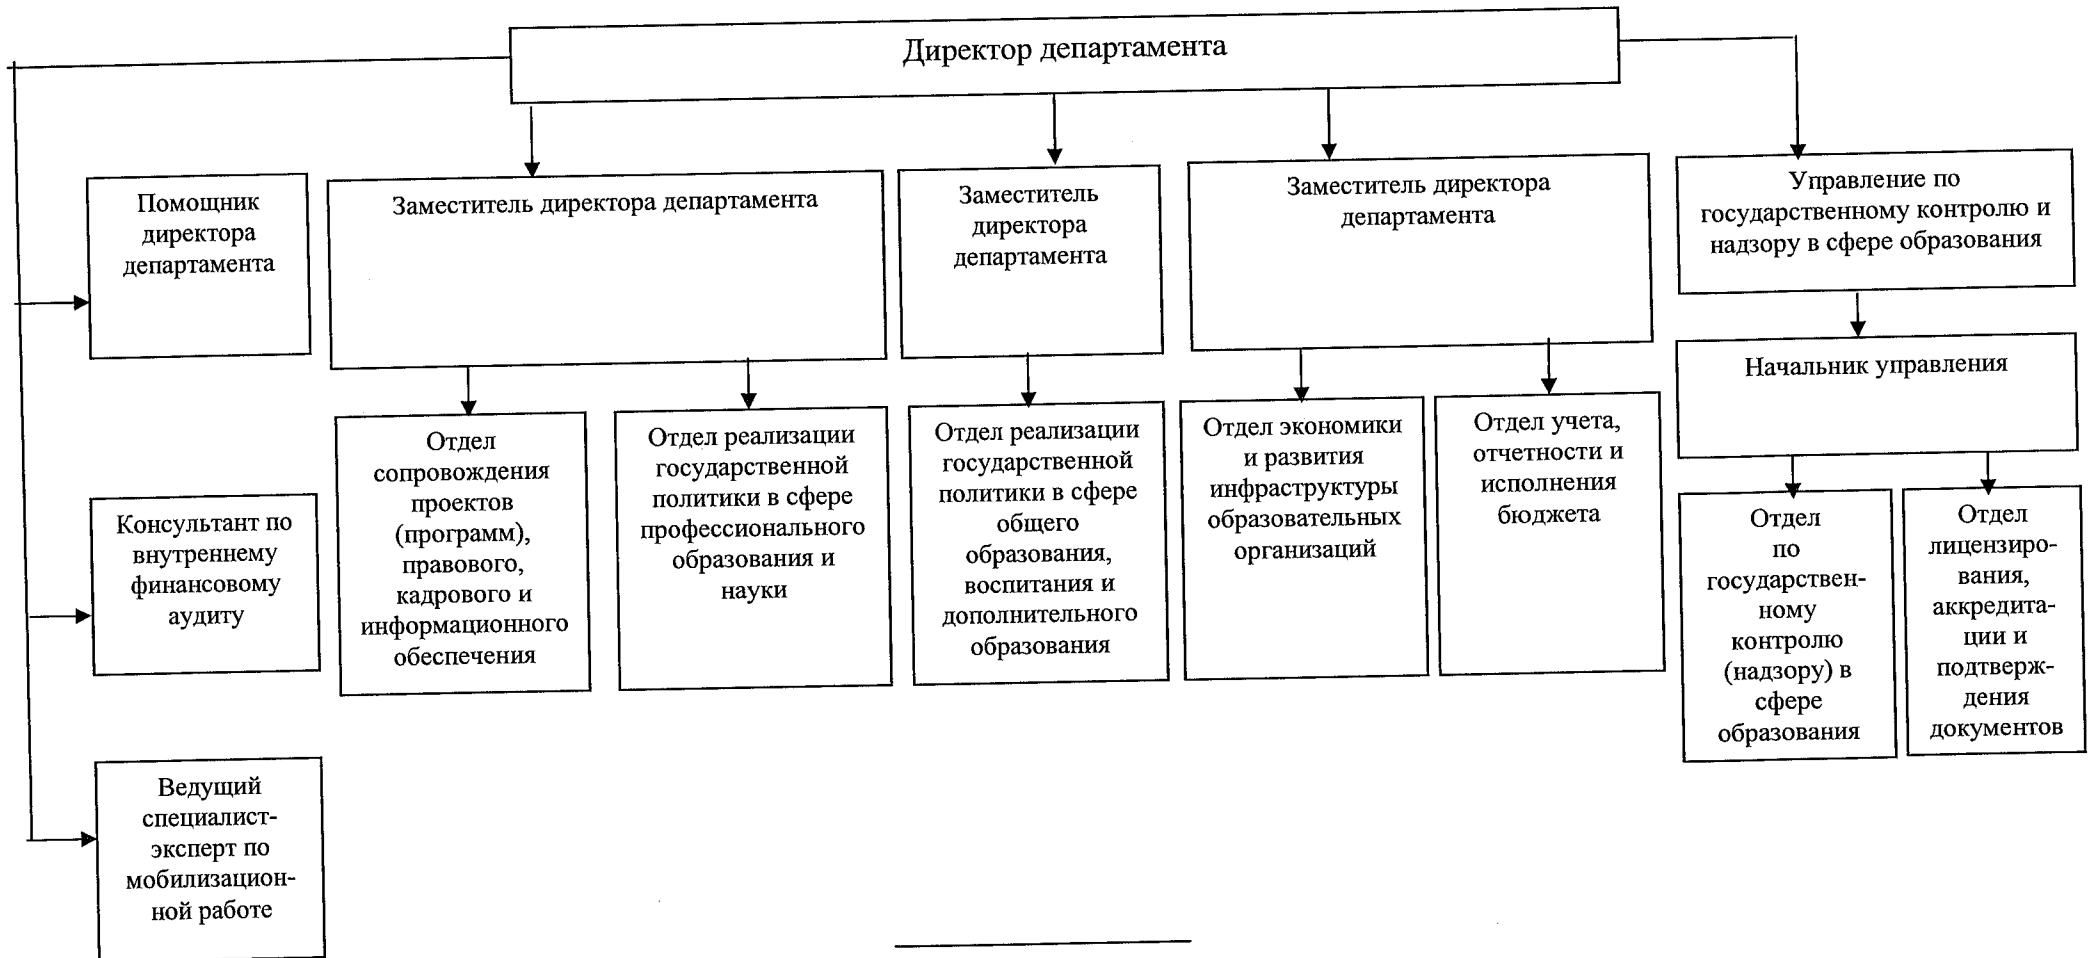 Директор департамента
Помощник
директора
департамента
Заместитель директора департамента
Заместитель
директора
департамента
Заместитель директора
департамента
Управление по
государственному контролю и
надзору в сфере образования
Начальник управления
Отдел
сопровождения
проектов
(программ),
правового,
кадрового и
информационного
обеспечения
Отдел реализации
государственной
политики в сфере
профессионального
образования и
науки
Отдел реализации
государственной
политики в сфере
общего
образования,
воспитания и
дополнительного
образования
Отдел экономики
и развития
инфраструктуры
образовательных
организаций
Отдел учета,
отчетности и
исполнения
бюджета
Отдел
по
государствен-
ному
контролю
(надзору) в
сфере
образования
Отдел
лицензиро-
вания,
аккредита-
ции и
подтверж-
дения
документов
Консультант по
внутреннему
финансовому
аудиту
Ведущий
специалист-
эксперт по
мобилизацион-
ной работе